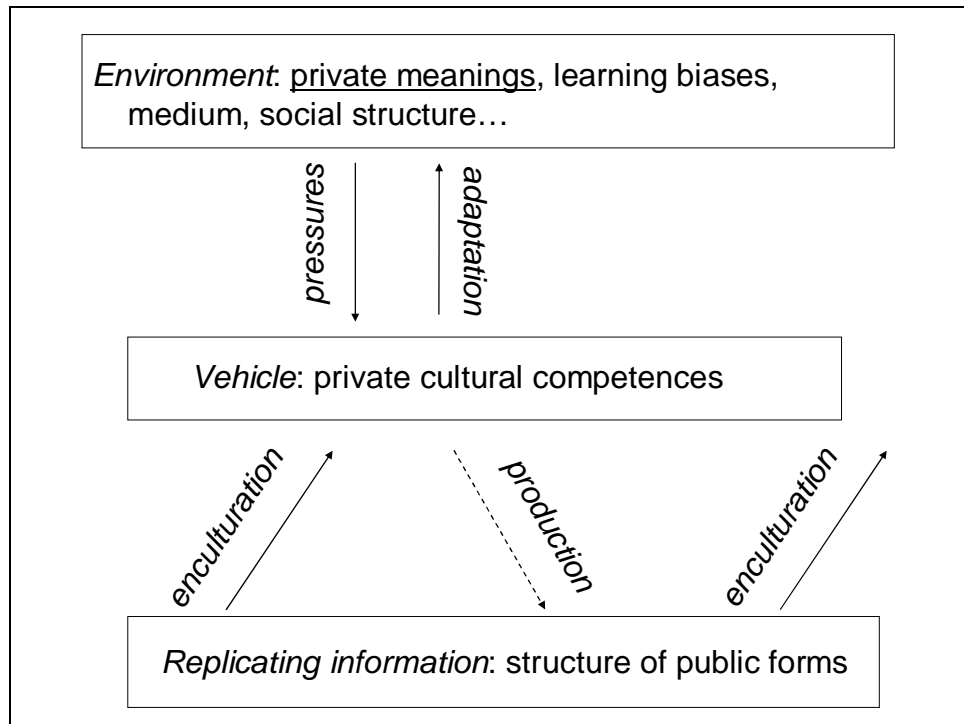 Environment: private meanings, learning biases,
medium, social structure…
pressures
adaptation
Vehicle: private cultural competences
enculturation
production
enculturation
Replicating information: structure of public forms